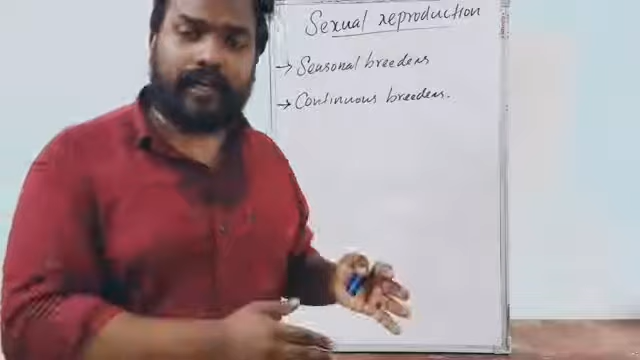 Sexual reproduction
→ Seasonal breeders
→ Continuous breeders.